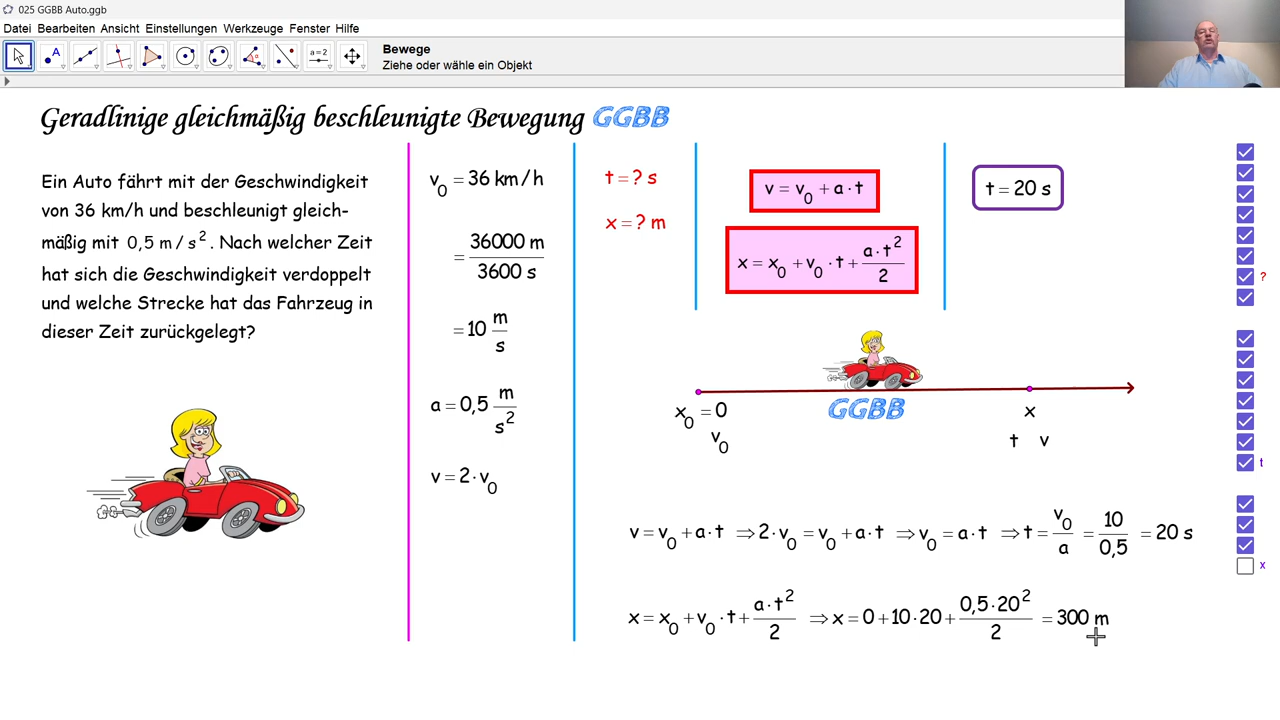 025 GGBB Auto.ggb
Datei Bearbeiten Ansicht Einstellungen Werkzeuge Fenster Hilfe
A
a=2
Bewege
Ziehe oder wähle ein Objekt
Geradlinige gleichmäßig beschleunigte Bewegung GGBB
Ein Auto fährt mit der Geschwindigkeit
von 36 km/h und beschleunigt gleich-
mäßig mit 0,5 m / s². Nach welcher Zeit
hat sich die Geschwindigkeit verdoppelt
und welche Strecke hat das Fahrzeug in
dieser Zeit zurückgelegt?
v₀ = 36 km/h
= 36000 m / 3600 s
= 10 m/s
a = 0,5 m/s²
v = 2·v₀
t = ? s
x = ? m
v = v₀ + a·t
x = x₀ + v₀·t + a·t²/2
t = 20 s
GGBB
x₀ = 0
v₀
x
t v
v = v₀ + a·t ⇒ 2·v₀ = v₀ + a·t ⇒ v₀ = a·t ⇒ t = v₀/a = 10/0,5 = 20 s
x = x₀ + v₀·t + a·t²/2 ⇒ x = 0 + 10·20 + 0,5·20²/2 = 300 m
?
t
x